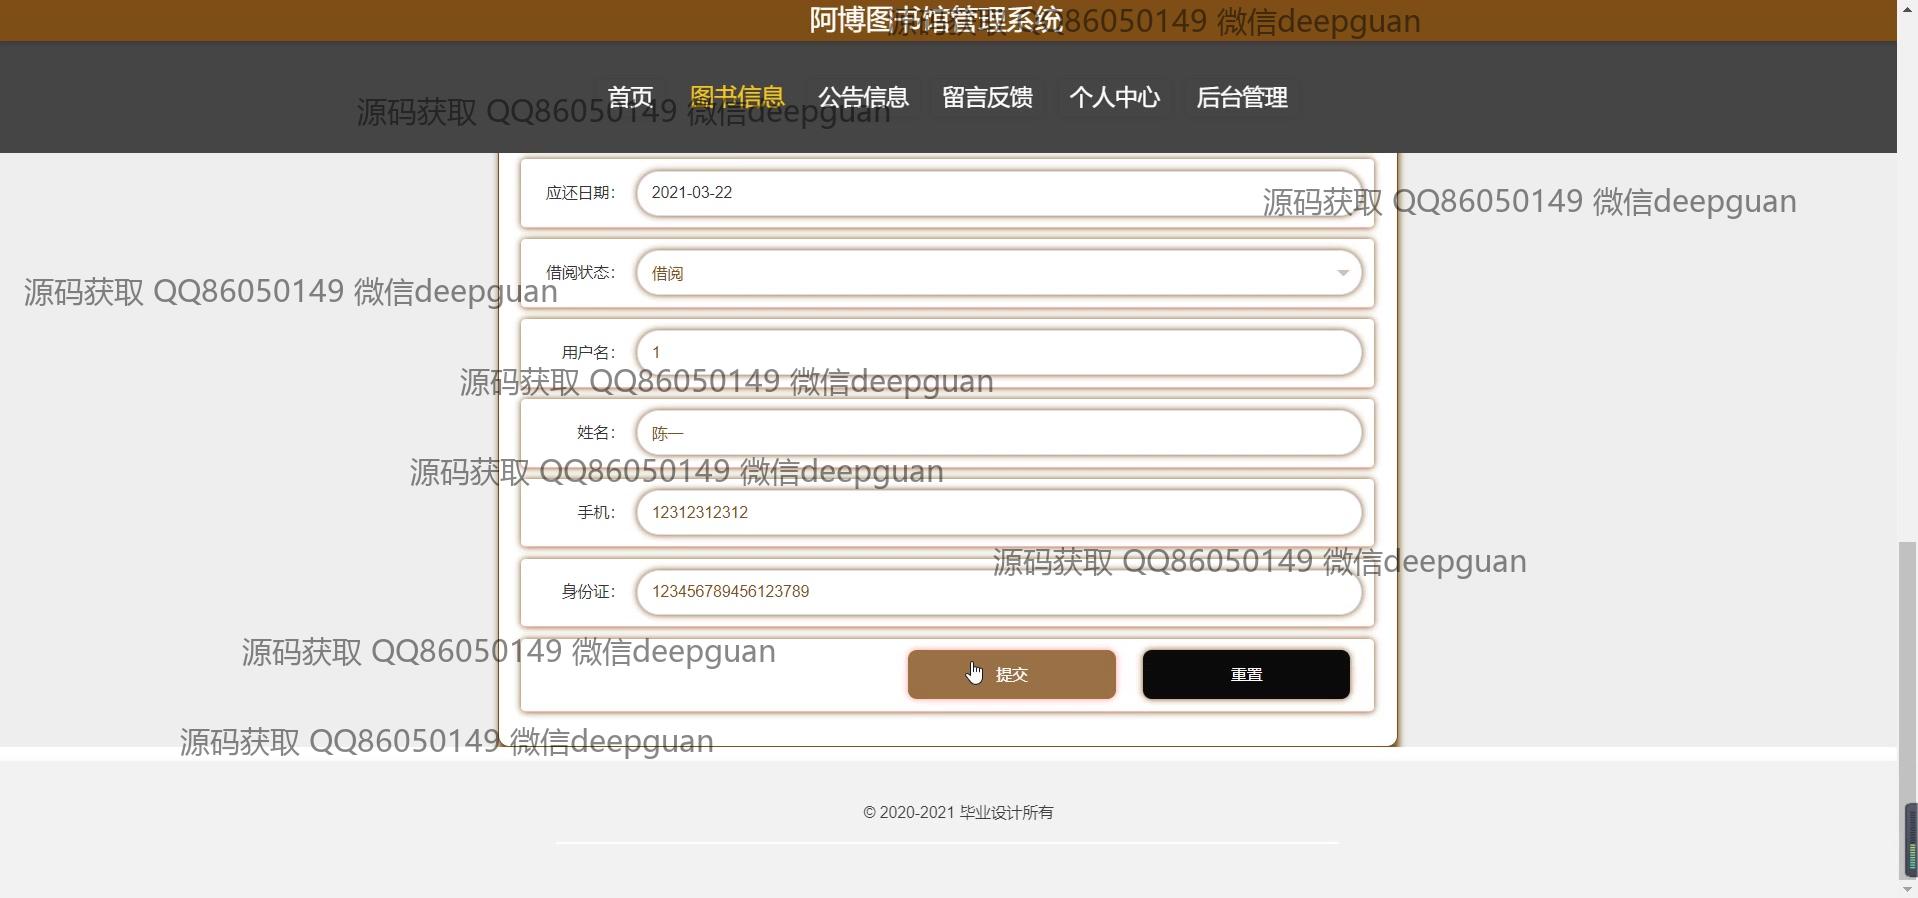 阿博图书馆管理系统
源码获取 QQ86050149 微信deepguan
首页 图书信息 公告信息 留言反馈 个人中心 后台管理
源码获取 QQ86050149 微信deepguan
应还日期： 2021-03-22
源码获取 QQ86050149 微信deepguan
借阅状态： 借阅
源码获取 QQ86050149 微信deepguan
用户名： 1
源码获取 QQ86050149 微信deepguan
姓名： 陈一
源码获取 QQ86050149 微信deepguan
手机： 12312312312
源码获取 QQ86050149 微信deepguan
身份证： 123456789456123789
源码获取 QQ86050149 微信deepguan
提交 重置
源码获取 QQ86050149 微信deepguan
© 2020-2021 毕业设计所有